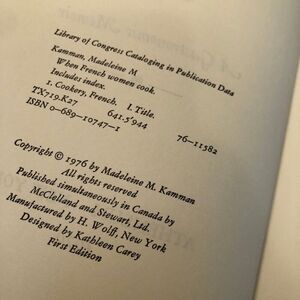 Library of Congress Cataloging in Publication Data
Kamman, Madeleine M
When French women cook.
Includes index.
1. Cookery, French. I. Title.
TX719.K27 641.5'944 76-11582
ISBN 0-689-10747-1
Copyright © 1976 by Madeleine M. Kamman
All rights reserved
Published simultaneously in Canada by
McClelland and Stewart, Ltd.
Manufactured by H. Wolff, New York
Designed by Kathleen Carey
First Edition